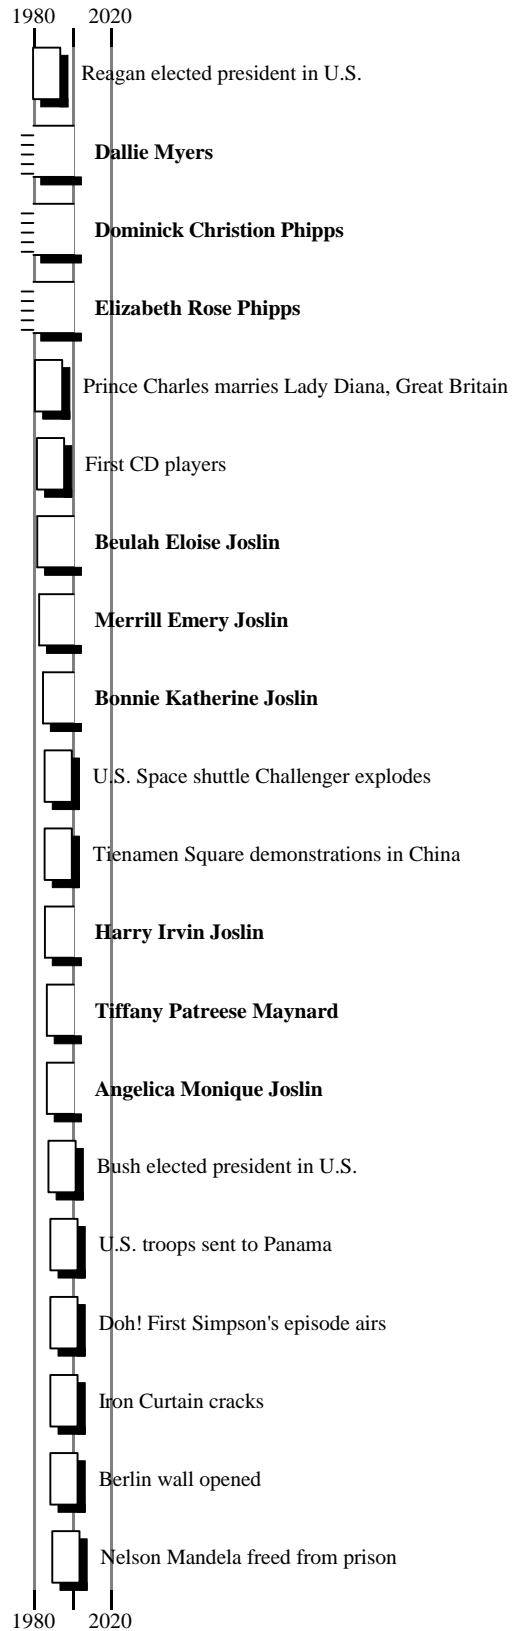 1980 2020
Reagan elected president in U.S.
Dallie Myers
Dominick Christion Phipps
Elizabeth Rose Phipps
Prince Charles marries Lady Diana, Great Britain
First CD players
Beulah Eloise Joslin
Merrill Emery Joslin
Bonnie Katherine Joslin
U.S. Space shuttle Challenger explodes
Tienamen Square demonstrations in China
Harry Irvin Joslin
Tiffany Patreese Maynard
Angelica Monique Joslin
Bush elected president in U.S.
U.S. troops sent to Panama
Doh! First Simpson's episode airs
Iron Curtain cracks
Berlin wall opened
Nelson Mandela freed from prison
1980 2020